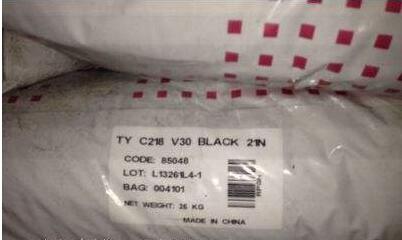 TY C218 V30 BLACK 21N
CODE: 85048
LOT: L13261L4-1
BAG: 004101
NET WEIGHT: 25 KG
MADE IN CHINA